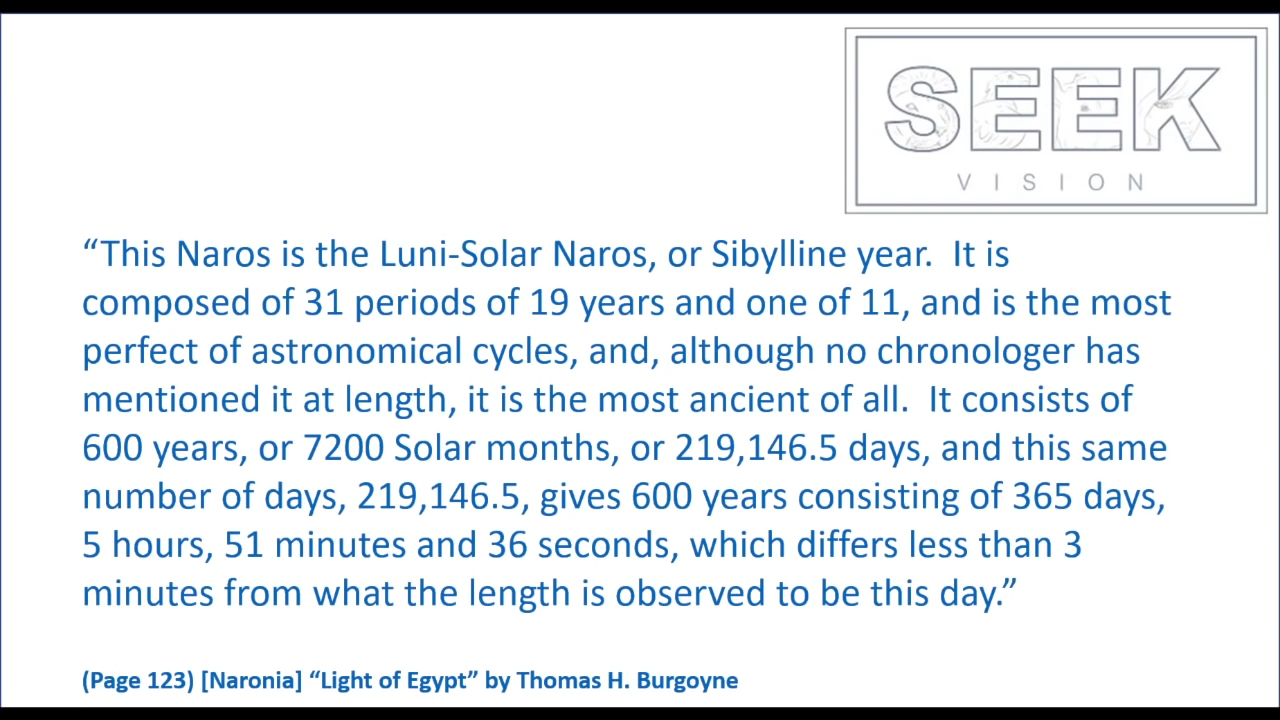 SEEK
VISION
“This Naros is the Luni-Solar Naros, or Sibylline year.  It is
composed of 31 periods of 19 years and one of 11, and is the most
perfect of astronomical cycles, and, although no chronologer has
mentioned it at length, it is the most ancient of all.  It consists of
600 years, or 7200 Solar months, or 219,146.5 days, and this same
number of days, 219,146.5, gives 600 years consisting of 365 days,
5 hours, 51 minutes and 36 seconds, which differs less than 3
minutes from what the length is observed to be this day.”
(Page 123) [Naronia] “Light of Egypt” by Thomas H. Burgoyne